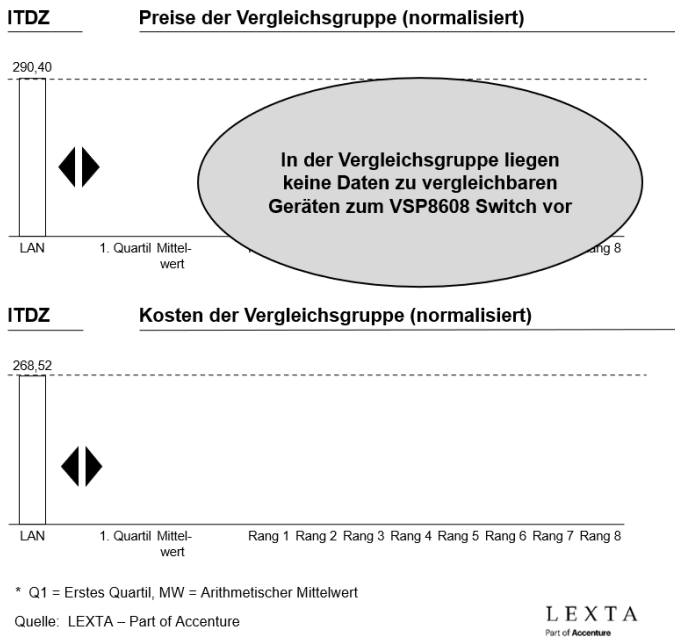 ITDZ Preise der Vergleichsgruppe (normalisiert)
290,40
In der Vergleichsgruppe liegen
keine Daten zu vergleichbaren
Geräten zum VSP8608 Switch vor
LAN 1. Quartil Mittel-
wert
8
ITDZ Kosten der Vergleichsgruppe (normalisiert)
268,52
LAN 1. Quartil Mittel-
wert
Rang 1 Rang 2 Rang 3 Rang 4 Rang 5 Rang 6 Rang 7 Rang 8
* Q1 = Erstes Quartil, MW = Arithmetischer Mittelwert
Quelle: LEXTA – Part of Accenture
LEXTA
Part of Accenture